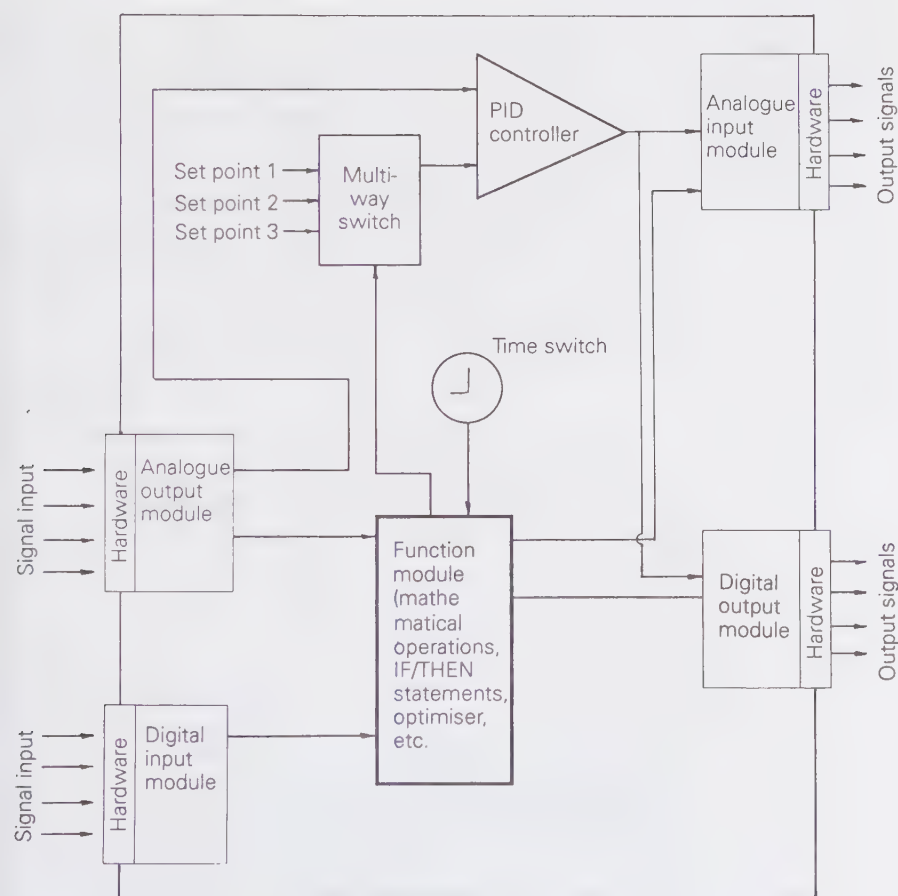 PID
controller
Analogue
input
module
Hardware
Output signals
Set point 1
Set point 2
Set point 3
Multi-
way
switch
Time switch
Signal input
Hardware
Analogue
output
module
Function
module
(mathe
matical
operations,
IF/THEN
statements,
optimiser,
etc.
Digital
output
module
Hardware
Output signals
Signal input
Hardware
Digital
input
module